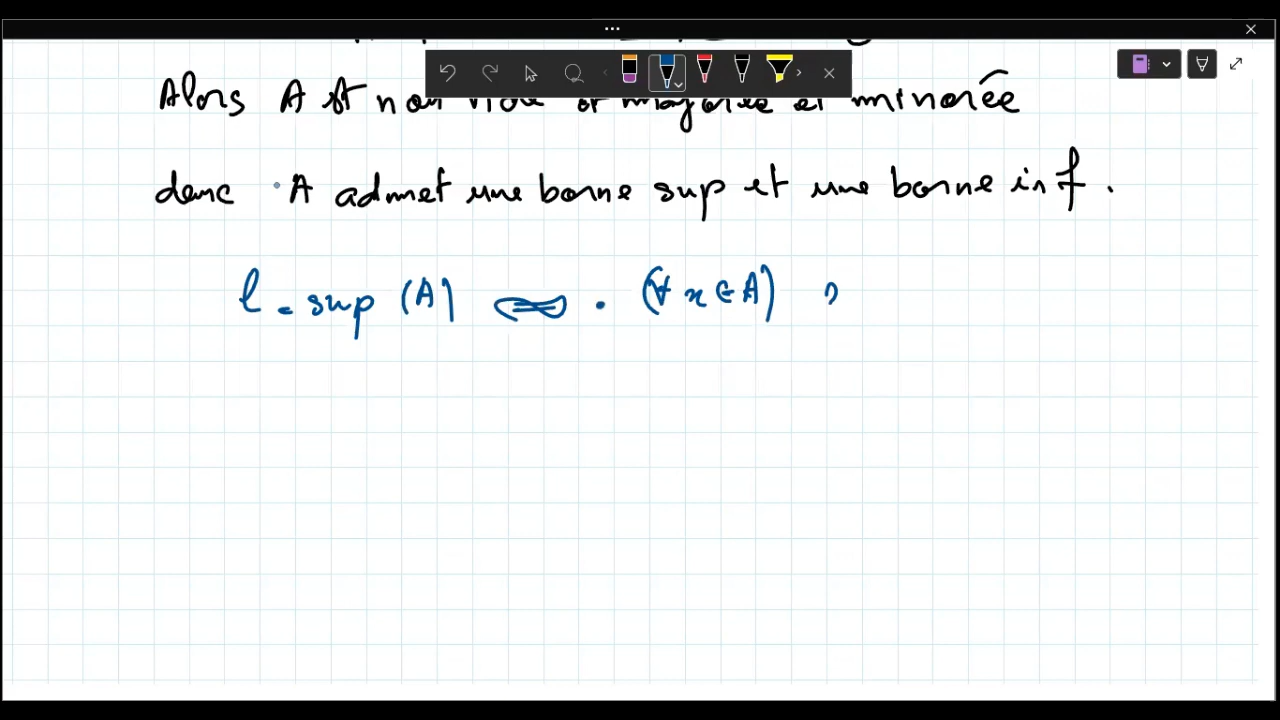 Alors A est non vide et majorée et minorée
donc A admet une borne sup et une borne inf.
l = sup (A) ⟺ • (∀ x ∈ A)